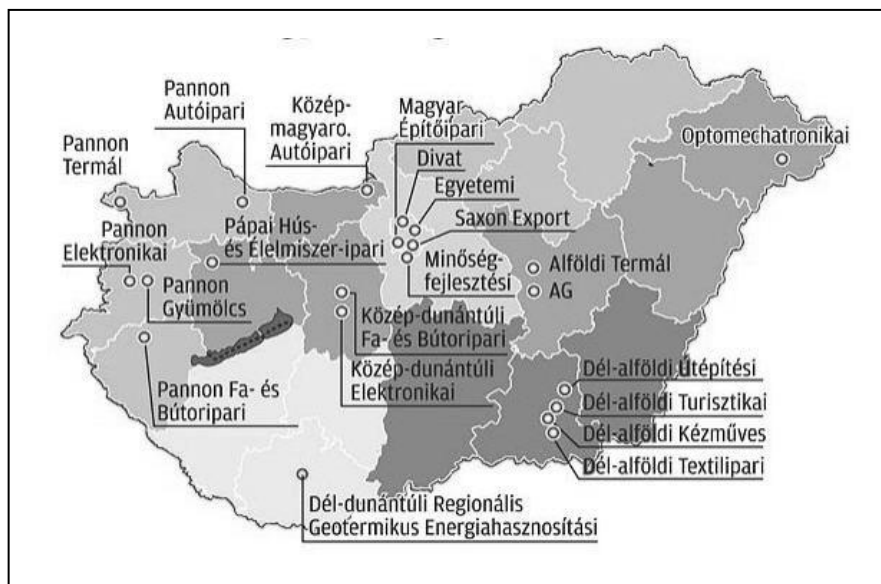 Pannon
Autóipari
Pannon
Termál
Közép-
magyaro.
Autóipari
Magyar
Építőipari
Divat
Egyetemi
Saxon Export
Minőség-
fejlesztési
Optomechatronikai
Pannon
Elektronikai
Pannon
Gyümölcs
Pápai Hús-
és Élelmiszer-ipari
Alföldi Termál
AG
Közép-dunántúli
Fa- és Bútoripari
Közép-dunántúli
Elektronikai
Pannon Fa- és
Bútoripari
Dél-alföldi Útépítési
Dél-alföldi Turisztikai
Dél-alföldi Kézműves
Dél-alföldi Textilipari
Dél-dunántúli Regionális
Geotermikus Energiahasznosítási